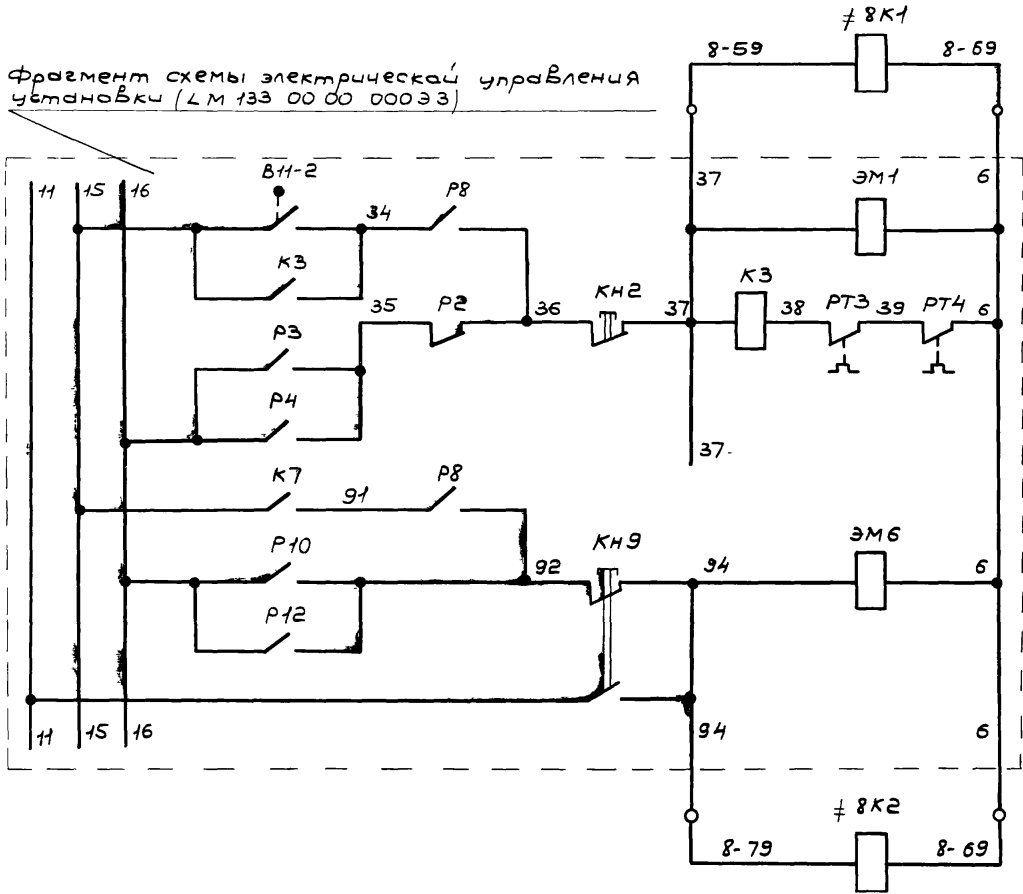 ≠ 8К1
8-59 8-69
Фрагмент схемы электрической управления
установки (LM 133 00 00 000ЭЗ)
11 15 16 В11-2 34 Р8 37 ЭМ1 6
К3
35 Р2 36 КН2 37 К3 38 РТ3 39 РТ4 6
Р3
Р4
37
К7 91 Р8
Р10 92 КН9 94 ЭМ6 6
Р12
11 15 16 94 6
≠ 8К2
8-79 8-69